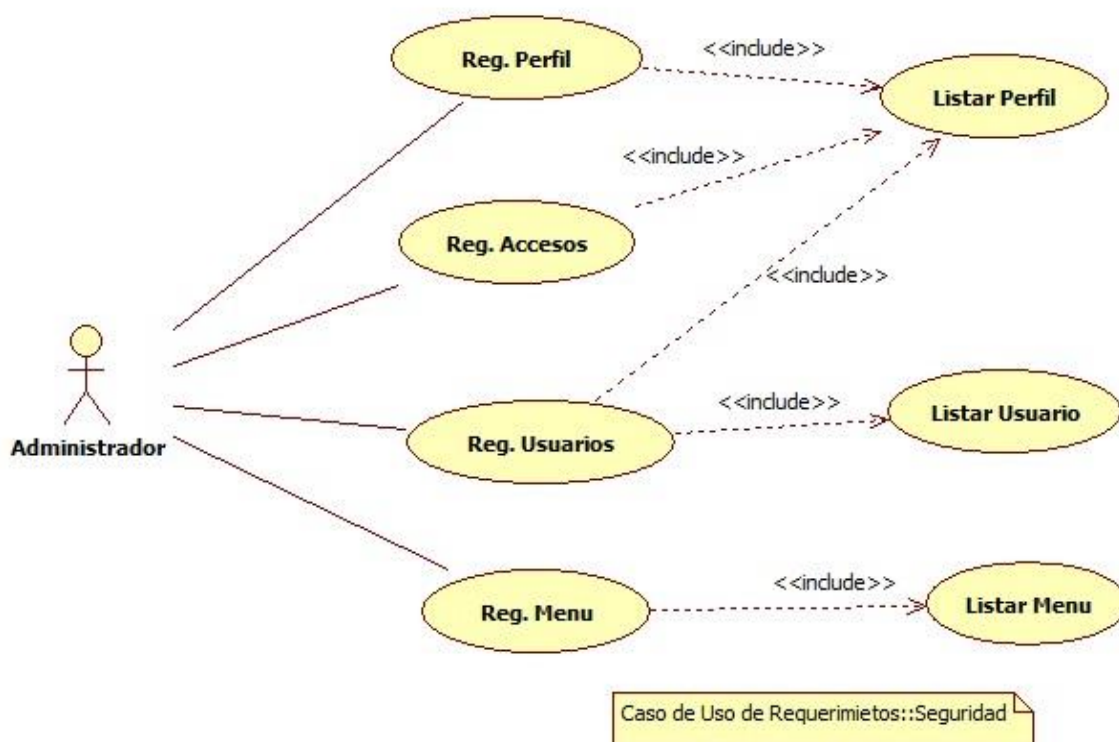 Reg. Perfil
<<include>>
Listar Perfil
<<include>>
Reg. Accesos
<<include>>
Administrador
Reg. Usuarios
<<include>>
Listar Usuario
Reg. Menu
<<include>>
Listar Menu
Caso de Uso de Requerimietos::Seguridad